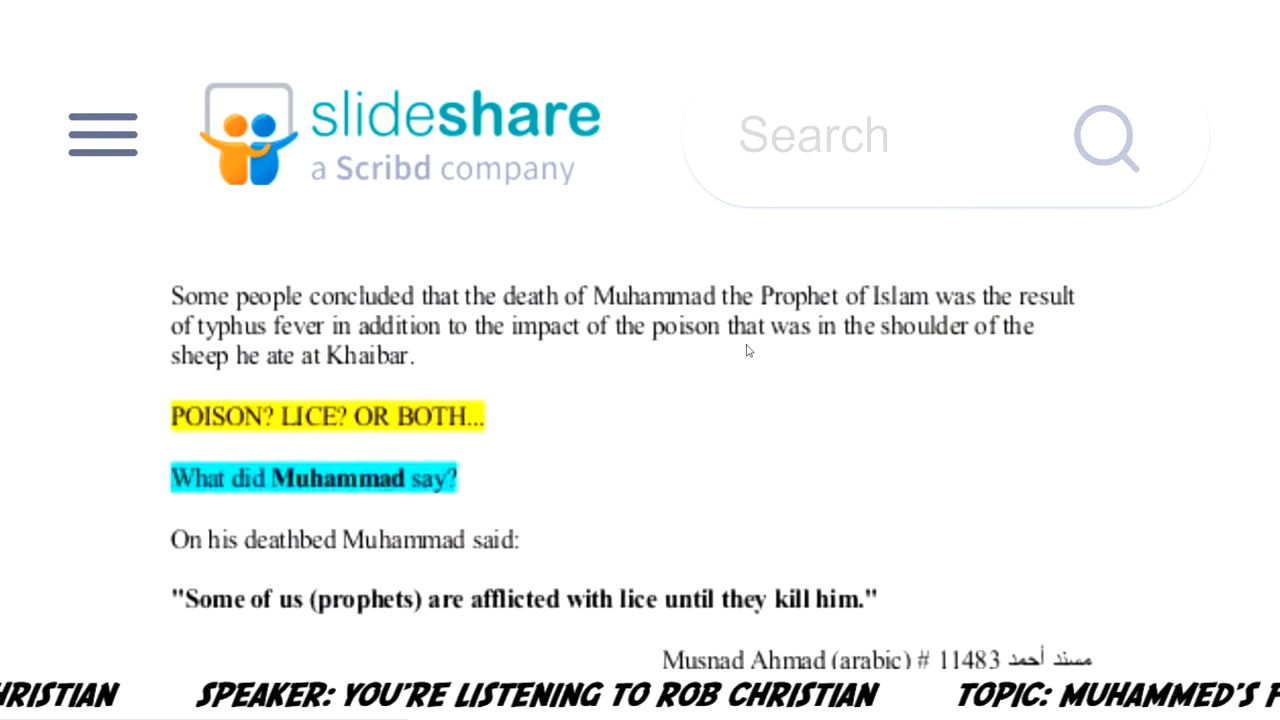 slideshare
a Scribd company
Search
Some people concluded that the death of Muhammad the Prophet of Islam was the result
of typhus fever in addition to the impact of the poison that was in the shoulder of the
sheep he ate at Khaibar.
POISON? LICE? OR BOTH...
What did Muhammad say?
On his deathbed Muhammad said:
"Some of us (prophets) are afflicted with lice until they kill him."
Musnad Ahmad (arabic) # 11483 مسند أحمد
HRISTIAN SPEAKER: YOU'RE LISTENING TO ROB CHRISTIAN TOPIC: MUHAMMED'S F